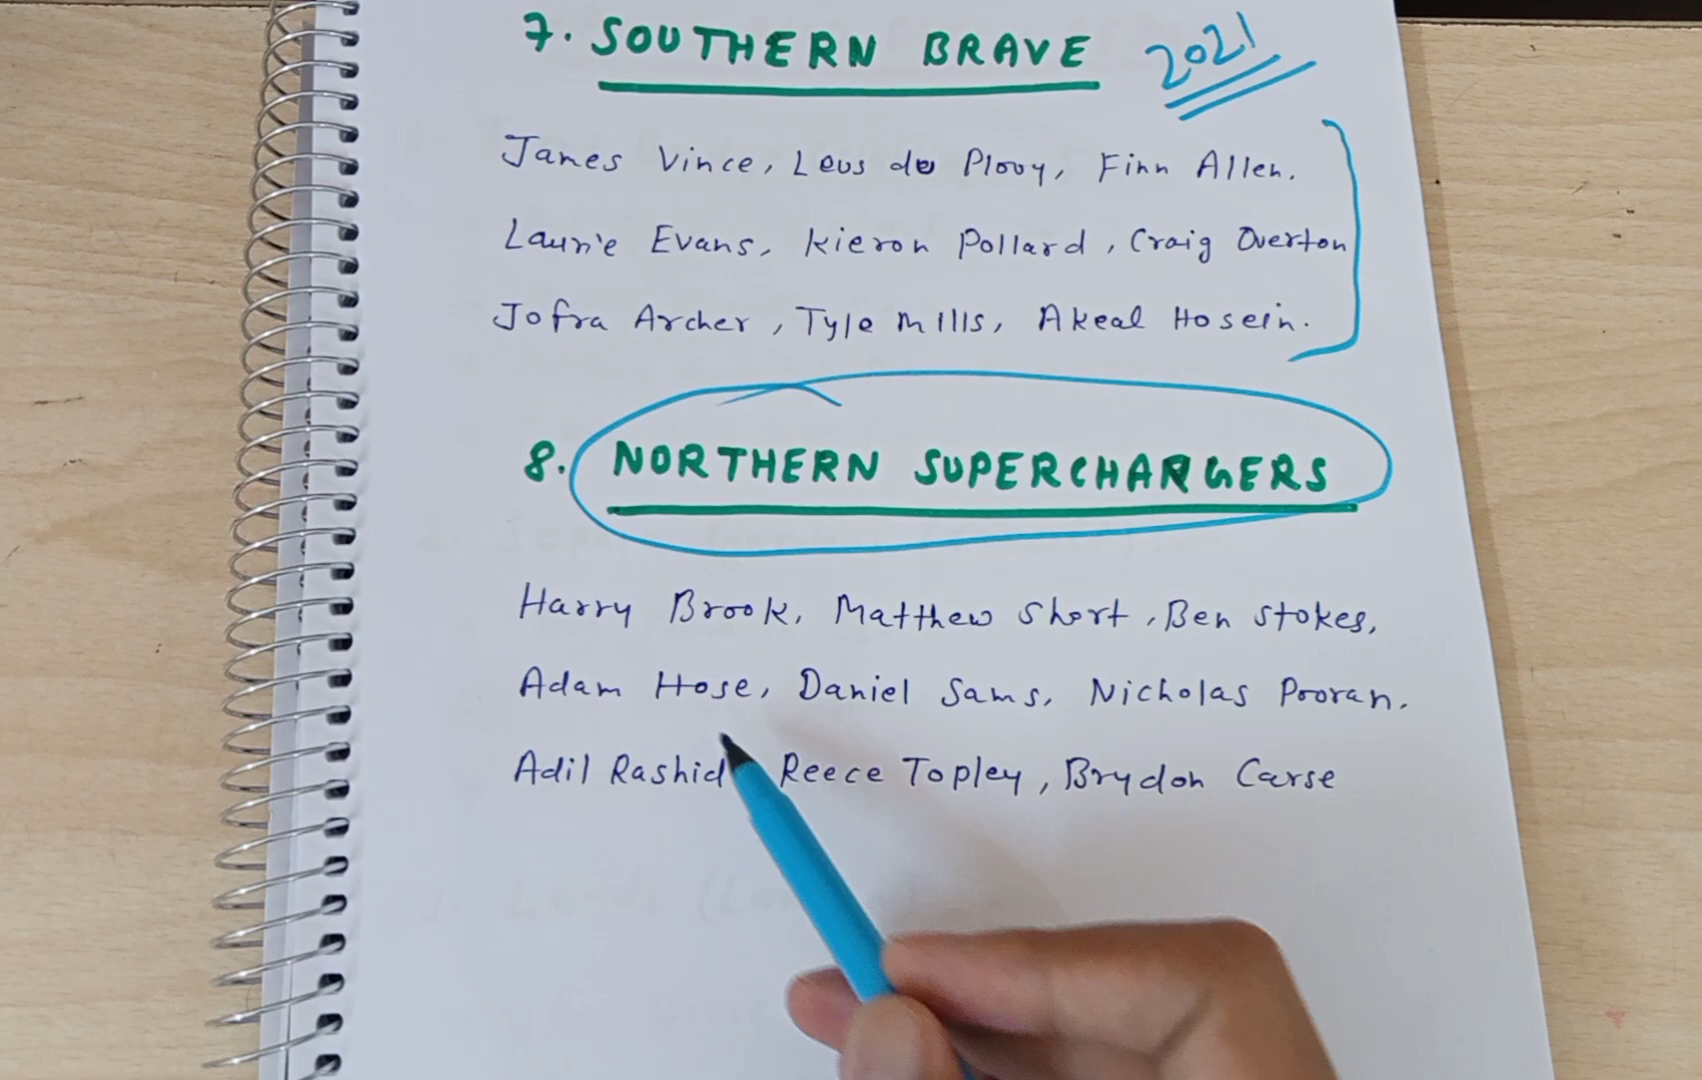 7. SOUTHERN BRAVE 2021
James Vince, Leus de Plooy, Finn Allen.
Laurie Evans, Kieron Pollard, Craig Overton
Jofra Archer, Tyle Mills, Akeal Hosein.
8. NORTHERN SUPERCHARGERS
Harry Brook, Matthew Short, Ben Stokes,
Adam Hose, Daniel Sams, Nicholas Pooran.
Adil Rashid Reece Topley, Brydon Carse